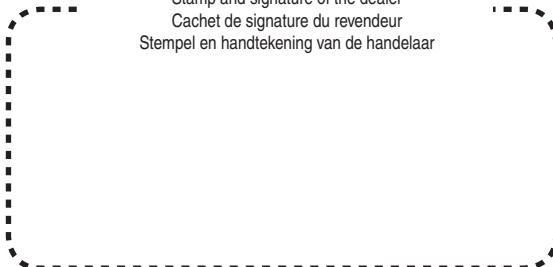 Stamp and signature of the dealer
Cachet de signature du revendeur
Stempel en handtekening van de handelaar